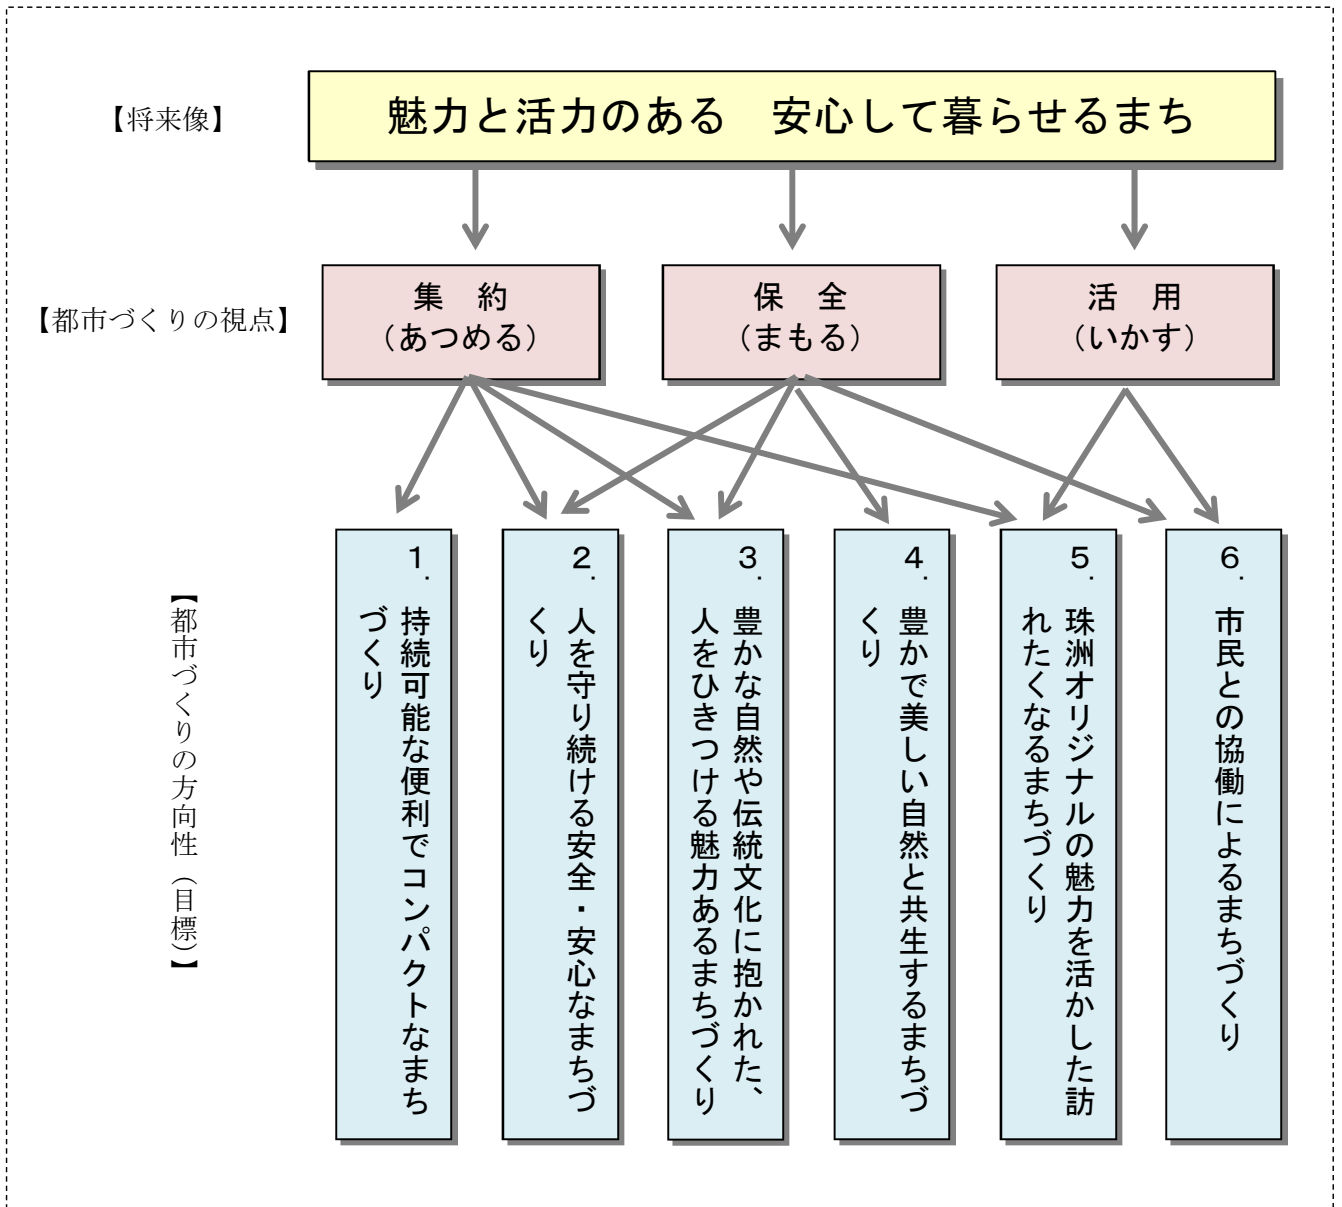 【将来像】
魅力と活力のある　安心して暮らせるまち
【都市づくりの視点】
集　約
（あつめる）
保　全
（まもる）
活　用
（いかす）
【都市づくりの方向性（目標）】
１．持続可能な便利でコンパクトなまち
づくり
２．人を守り続ける安全・安心なまちづ
くり
３．豊かな自然や伝統文化に抱かれた、
人をひきつける魅力あるまちづくり
４．豊かで美しい自然と共生するまちづ
くり
５．珠洲オリジナルの魅力を活かした訪
れたくなるまちづくり
６．市民との協働によるまちづくり